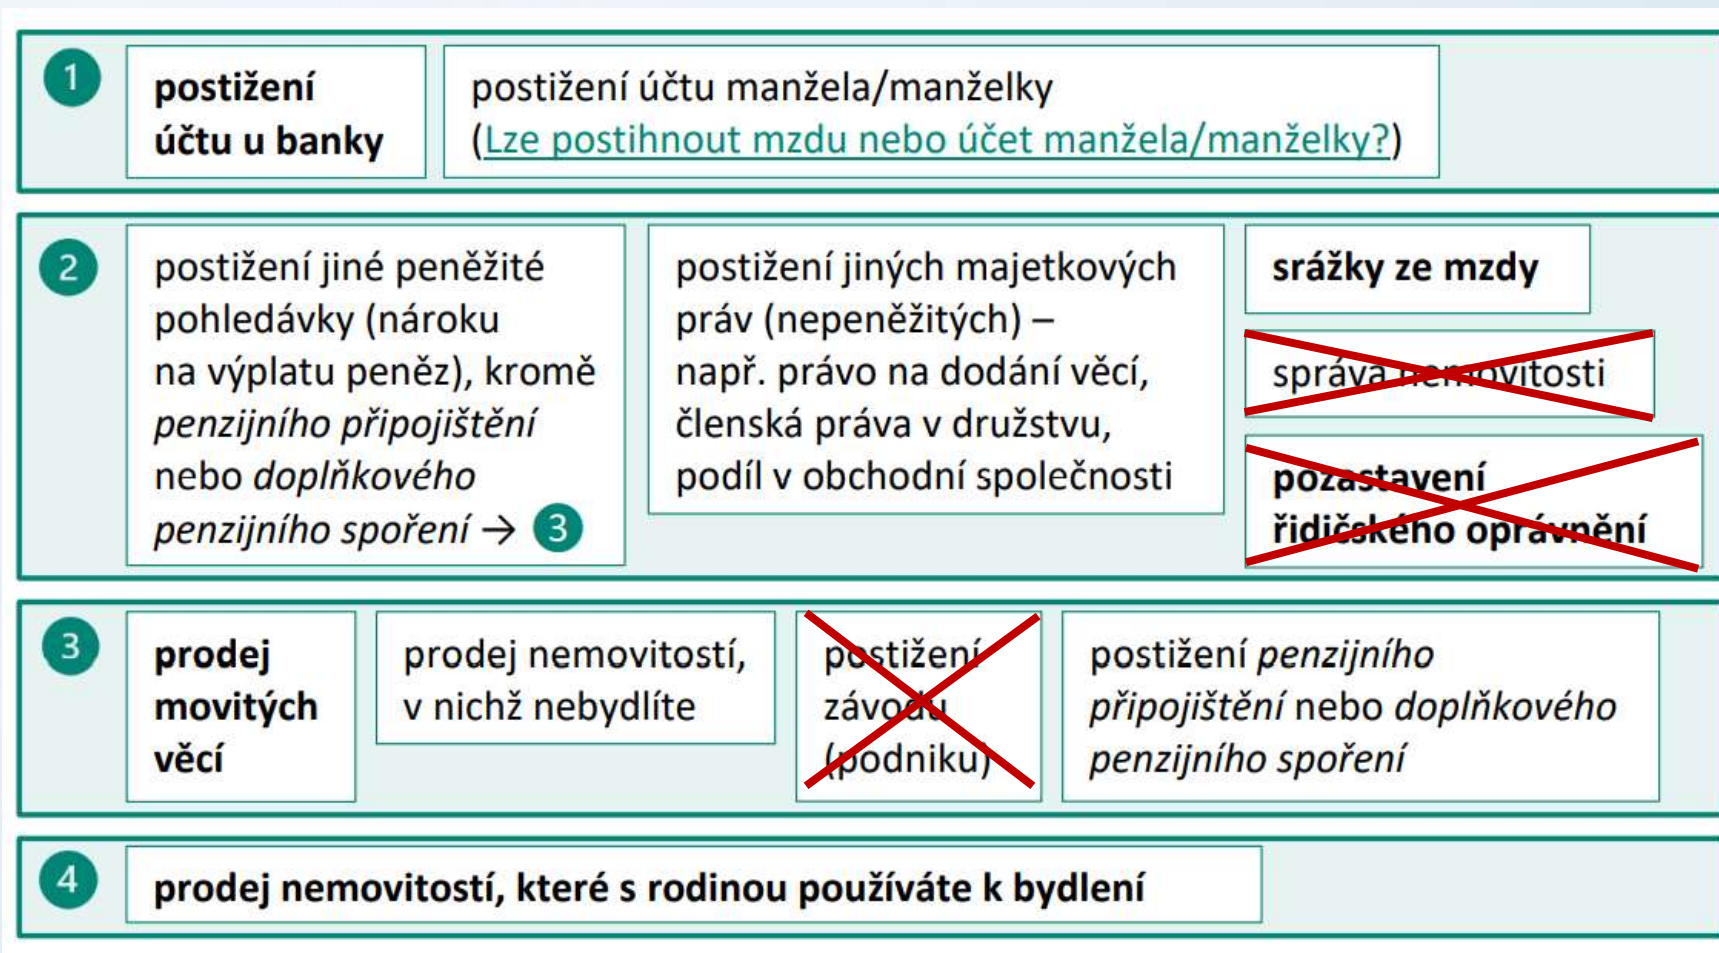 1
postižení
účtu u banky
postižení účtu manžela/manželky
(Lze postihnout mzdu nebo účet manžela/manželky?)
2
postižení jiné peněžité
pohledávky (nároku
na výplatu peněz), kromě
penzijního připojištění
nebo doplňkového
penzijního spoření → 3
postižení jiných majetkových
práv (nepeněžitých) –
např. právo na dodání věcí,
členská práva v družstvu,
podíl v obchodní společnosti
srážky ze mzdy
správa nemovitosti
pozastavení
řidičského oprávnění
3
prodej
movitých
věcí
prodej nemovitostí,
v nichž nebydlíte
postižení
závodu
(podniku)
postižení penzijního
připojištění nebo doplňkového
penzijního spoření
4
prodej nemovitostí, které s rodinou používáte k bydlení